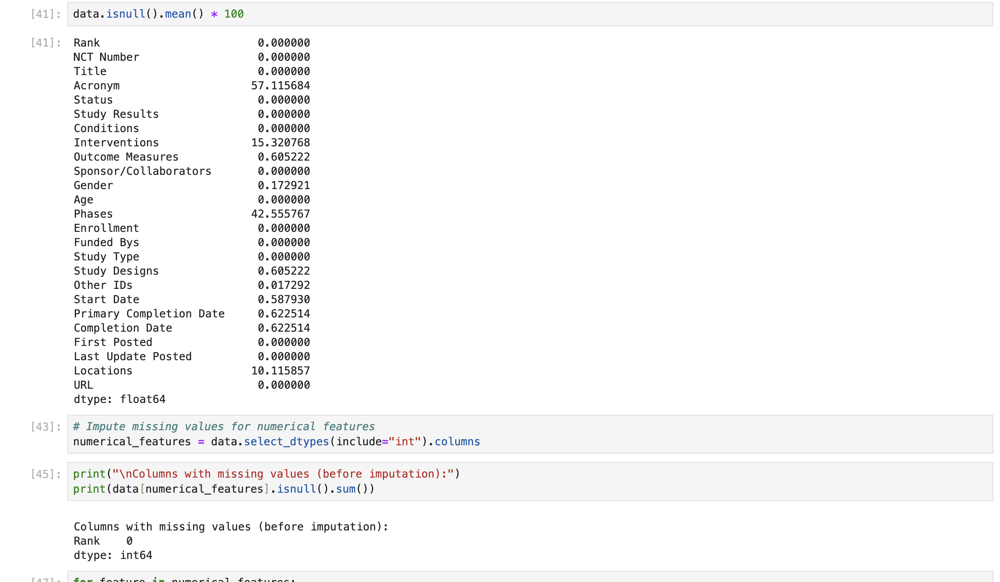 [41]: data.isnull().mean() * 100
[41]: Rank 0.000000
NCT Number 0.000000
Title 0.000000
Acronym 57.115684
Status 0.000000
Study Results 0.000000
Conditions 0.000000
Interventions 15.320768
Outcome Measures 0.605222
Sponsor/Collaborators 0.000000
Gender 0.172921
Age 0.000000
Phases 42.555767
Enrollment 0.000000
Funded Bys 0.000000
Study Type 0.000000
Study Designs 0.605222
Other IDs 0.017292
Start Date 0.587930
Primary Completion Date 0.622514
Completion Date 0.622514
First Posted 0.000000
Last Update Posted 0.000000
Locations 10.115857
URL 0.000000
dtype: float64
[43]: # Impute missing values for numerical features
numerical_features = data.select_dtypes(include="int").columns
[45]: print("\nColumns with missing values (before imputation):")
print(data[numerical_features].isnull().sum())
Columns with missing values (before imputation):
Rank 0
dtype: int64
[47]: for feature in numerical_features: